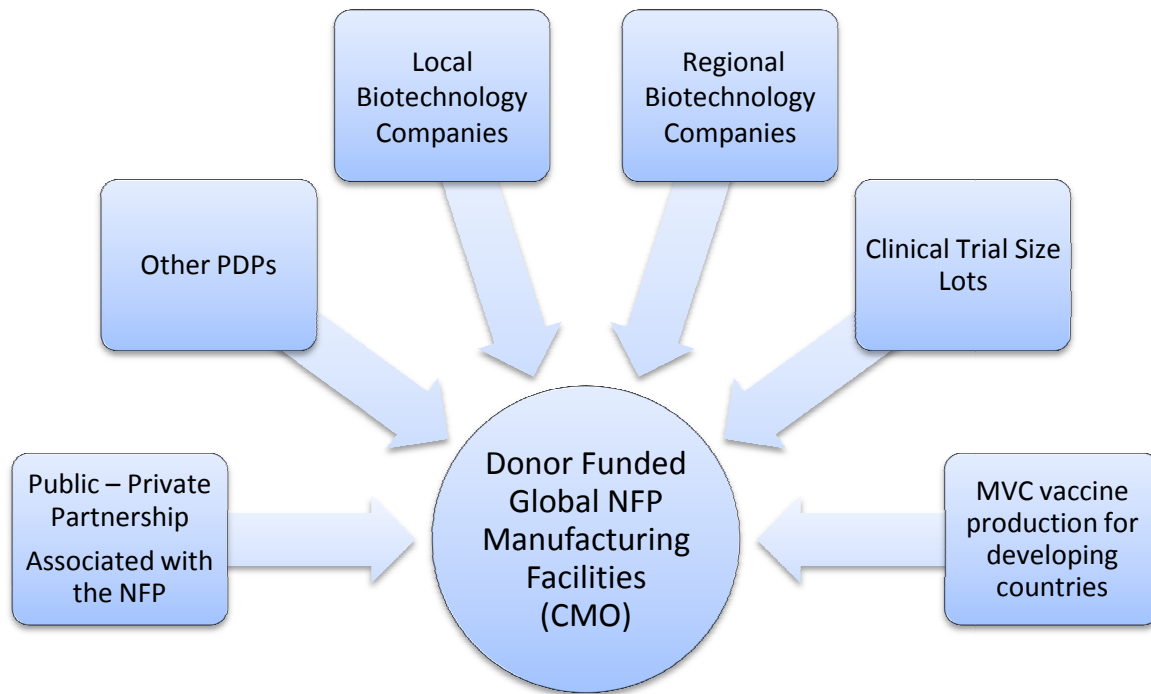 Local
Biotechnology
Companies
Regional
Biotechnology
Companies
Other PDPs
Clinical Trial Size
Lots
Public – Private
Partnership
Associated with
the NFP
Donor Funded
Global NFP
Manufacturing
Facilities
(CMO)
MVC vaccine
production for
developing
countries